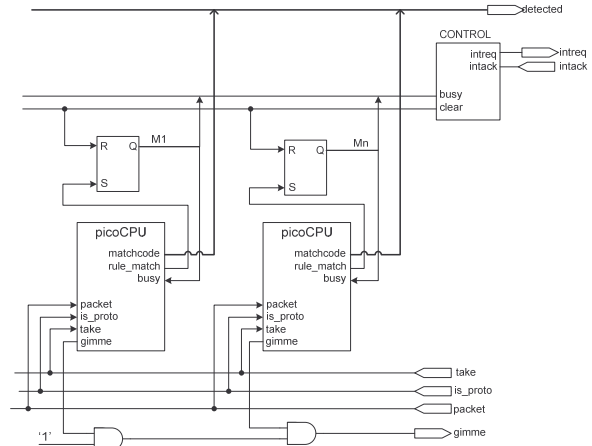 detected
CONTROL
intreq
intack
intreq
intack
busy
clear
M1
Mn
R Q
S
R Q
S
picoCPU
matchcode
rule_match
busy
packet
is_proto
take
gimme
picoCPU
matchcode
rule_match
busy
packet
is_proto
take
gimme
take
is_proto
packet
gimme
'1'